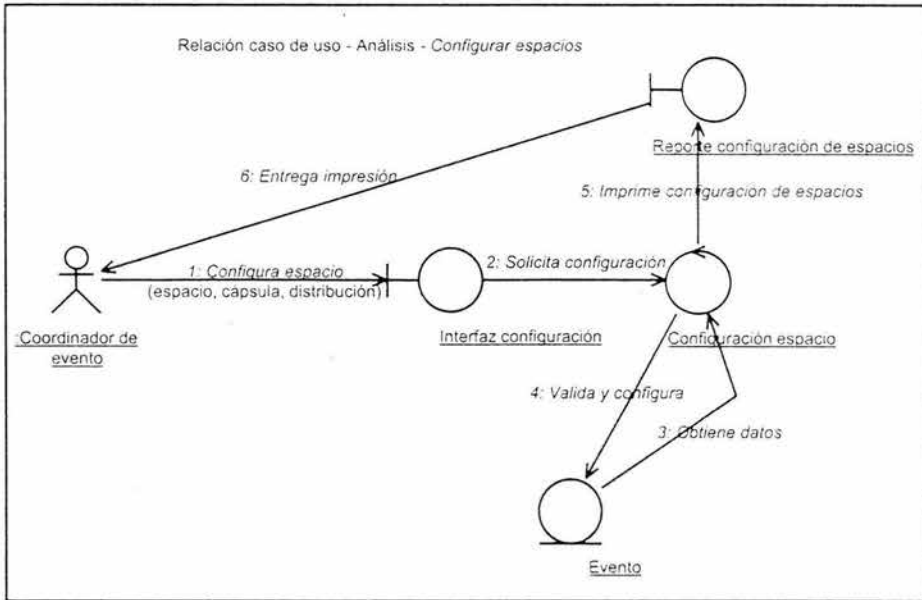 Relación caso de uso - Análisis - Configurar espacios
Reporte configuración de espacios
6: Entrega impresión
5: Imprime configuración de espacios
1: Configura espacio
(espacio, cápsula, distribución)
2: Solicita configuración
:Coordinador de
evento
Interfaz configuración
Configuración espacio
4: Valida y configura
3: Obtiene datos
Evento